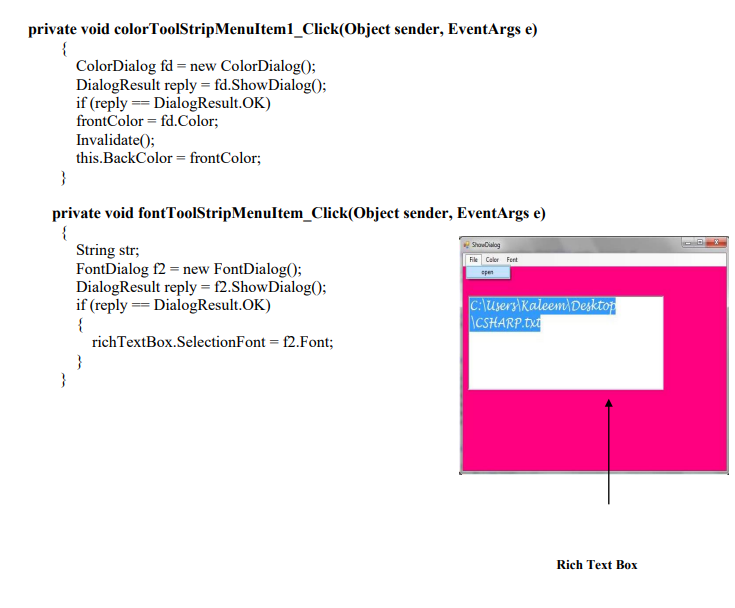 private void colorToolStripMenuItem1_Click(Object sender, EventArgs e)
{
ColorDialog fd = new ColorDialog();
DialogResult reply = fd.ShowDialog();
if (reply == DialogResult.OK)
frontColor = fd.Color;
Invalidate();
this.BackColor = frontColor;
}
private void fontToolStripMenuItem_Click(Object sender, EventArgs e)
{
String str;
FontDialog f2 = new FontDialog();
DialogResult reply = f2.ShowDialog();
if (reply == DialogResult.OK)
{
richTextBox.SelectionFont = f2.Font;
}
}
ShowDialog
File Color Font
open
C:\Users\Kaleem\Desktop
\CSHARP.txt
Rich Text Box